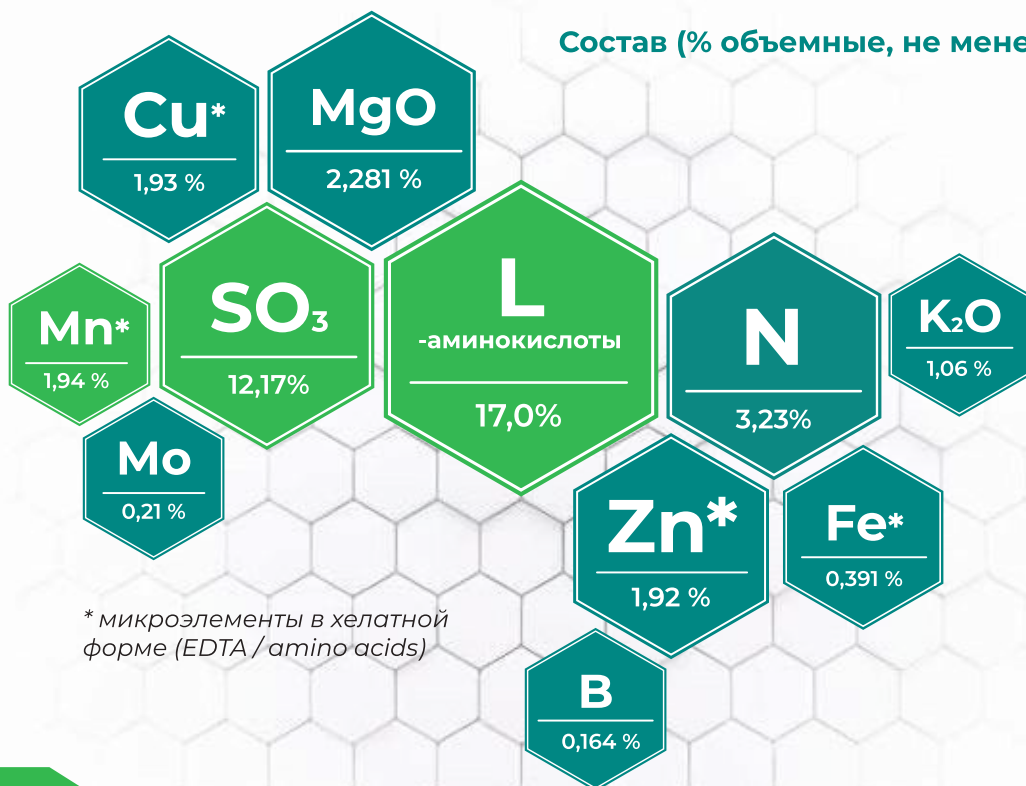 Состав (% объемные, не мене
Cu*
1,93 %
MgO
2,281 %
Mn*
1,94 %
SO₃
12,17%
L
-аминокислоты
17,0%
N
3,23%
K₂O
1,06 %
Mo
0,21 %
Zn*
1,92 %
Fe*
0,391 %
B
0,164 %
* микроэлементы в хелатной
форме (EDTA / amino acids)